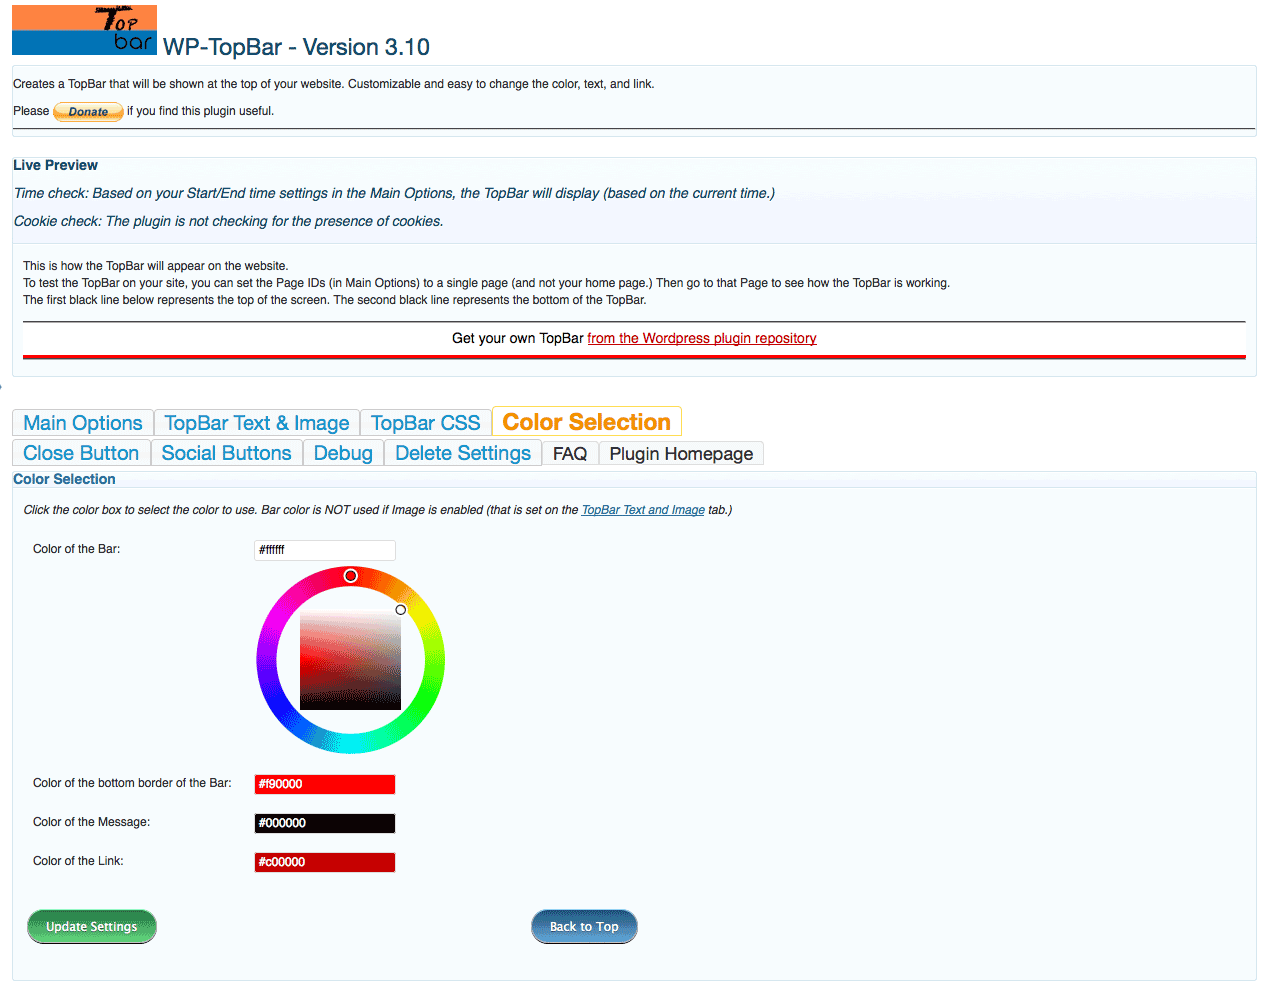 Top
bar
WP-TopBar - Version 3.10
Creates a TopBar that will be shown at the top of your website. Customizable and easy to change the color, text, and link.
Please Donate if you find this plugin useful.
Live Preview
Time check: Based on your Start/End time settings in the Main Options, the TopBar will display (based on the current time.)
Cookie check: The plugin is not checking for the presence of cookies.
This is how the TopBar will appear on the website.
To test the TopBar on your site, you can set the Page IDs (in Main Options) to a single page (and not your home page.) Then go to that Page to see how the TopBar is working.
The first black line below represents the top of the screen. The second black line represents the bottom of the TopBar.
Get your own TopBar from the Wordpress plugin repository
Main Options TopBar Text & Image TopBar CSS Color Selection
Close Button Social Buttons Debug Delete Settings FAQ Plugin Homepage
Color Selection
Click the color box to select the color to use. Bar color is NOT used if Image is enabled (that is set on the TopBar Text and Image tab.)
Color of the Bar: #ffffff
Color of the bottom border of the Bar: #f90000
Color of the Message: #000000
Color of the Link: #c00000
Update Settings Back to Top